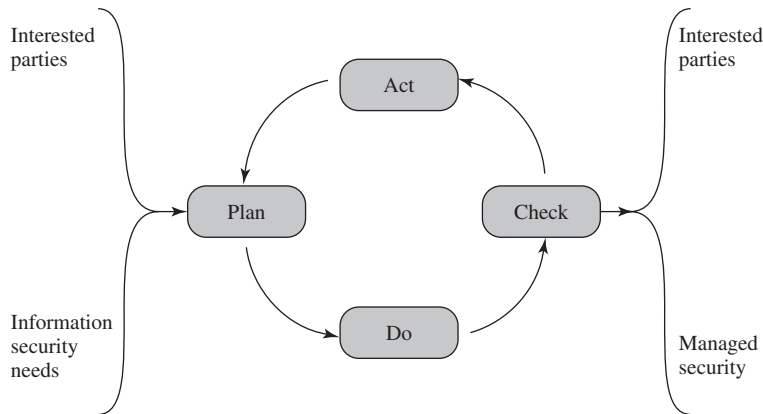 Interested
parties
Interested
parties
Act
Plan
Check
Do
Information
security
needs
Managed
security